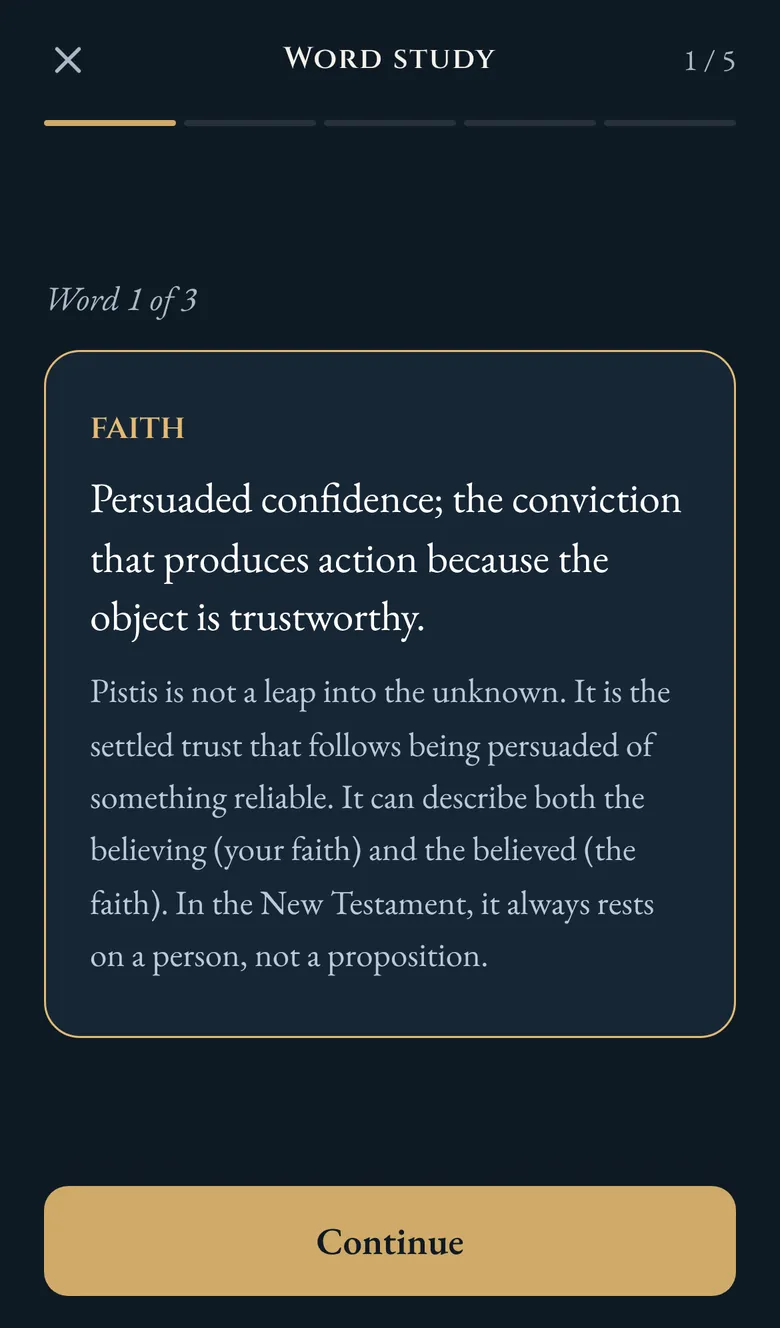 Word study
1 / 5
Word 1 of 3
FAITH
Persuaded confidence; the conviction
that produces action because the
object is trustworthy.
Pistis is not a leap into the unknown. It is the
settled trust that follows being persuaded of
something reliable. It can describe both the
believing (your faith) and the believed (the
faith). In the New Testament, it always rests
on a person, not a proposition.
Continue